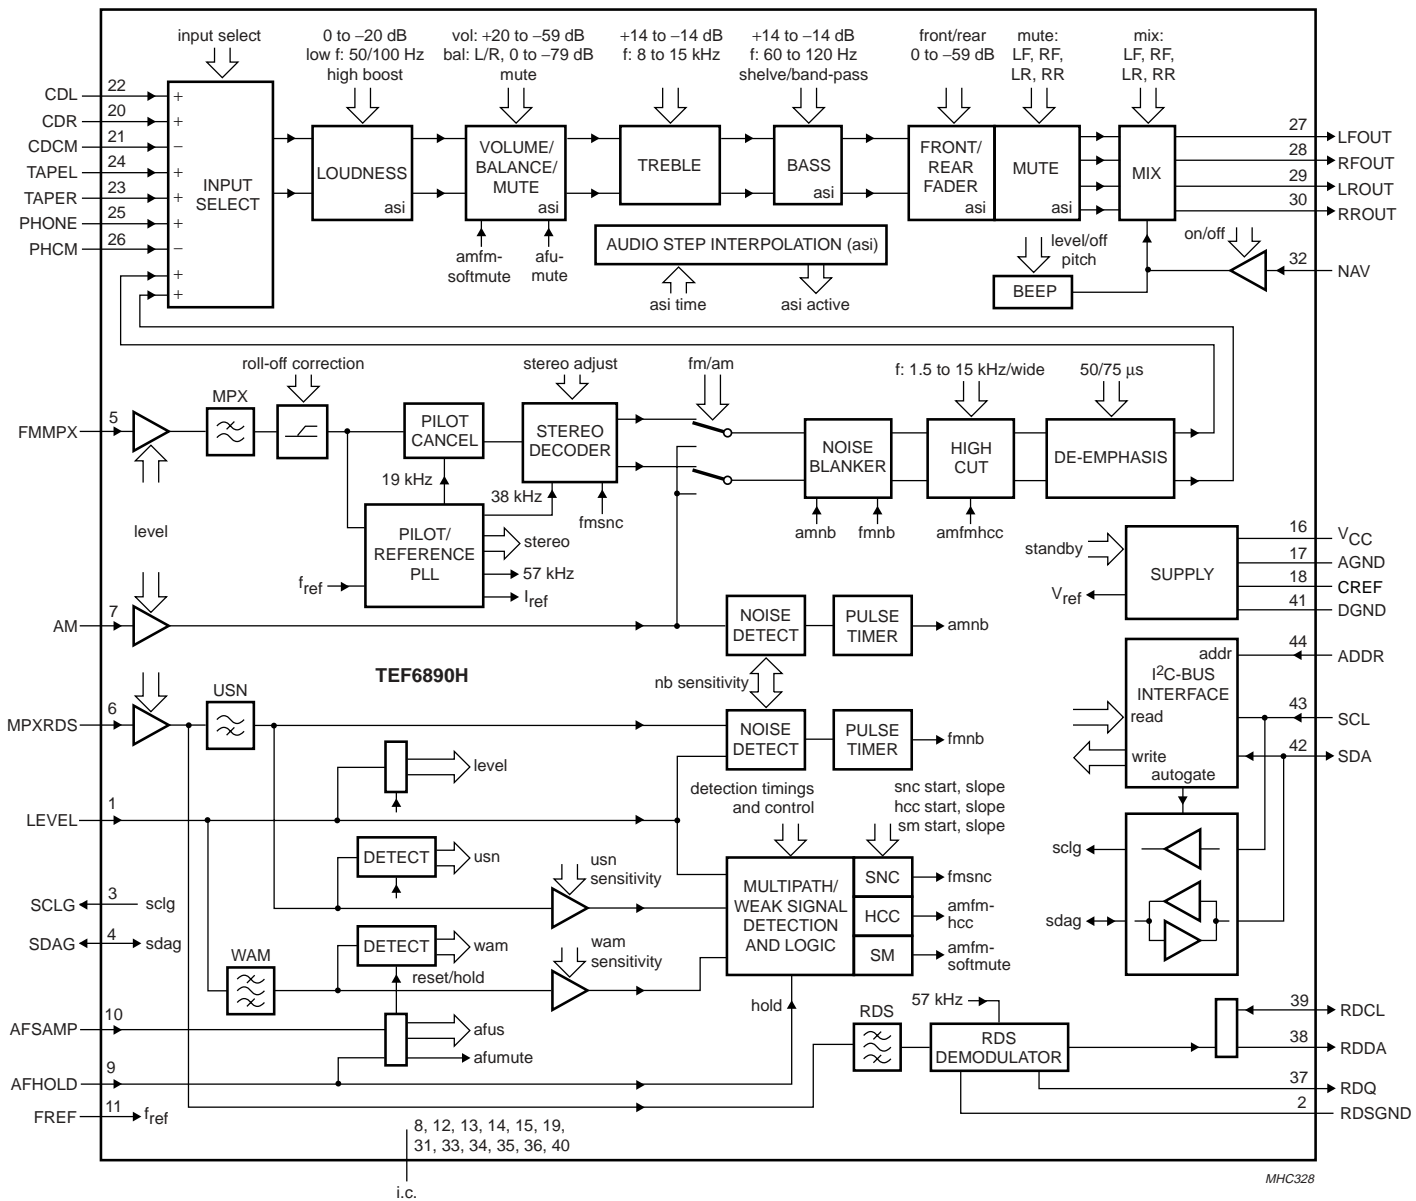 input select
0 to −20 dB
low f: 50/100 Hz
high boost
vol: +20 to −59 dB
bal: L/R, 0 to −79 dB
mute
+14 to −14 dB
f: 8 to 15 kHz
+14 to −14 dB
f: 60 to 120 Hz
shelve/band-pass
front/rear
0 to −59 dB
mute:
LF, RF,
LR, RR
mix:
LF, RF,
LR, RR
CDL 22 +
CDR 20 +
CDCM 21 −
TAPEL 24 +
TAPER 23 +
PHONE 25 +
PHCM 26 −
+
+
INPUT
SELECT
LOUDNESS
asi
VOLUME/
BALANCE/
MUTE
asi
TREBLE
BASS
asi
FRONT/
REAR
FADER
asi
MUTE
asi
MIX
27 LFOUT
28 RFOUT
29 LROUT
30 RROUT
amfm-
softmute
afu-
mute
AUDIO STEP INTERPOLATION (asi)
asi time
asi active
level/off
pitch
BEEP
on/off
32 NAV
roll-off correction
stereo adjust
fm/am
f: 1.5 to 15 kHz/wide
50/75 μs
FMMPX 5
MPX
PILOT
CANCEL
STEREO
DECODER
NOISE
BLANKER
HIGH
CUT
DE-EMPHASIS
19 kHz
38 kHz
fmsnc
amnb
fmnb
amfmhcc
level
PILOT/
REFERENCE
PLL
stereo
57 kHz
Iref
fref
standby
Vref
SUPPLY
16 VCC
17 AGND
18 CREF
41 DGND
AM 7
NOISE
DETECT
PULSE
TIMER
amnb
TEF6890H
nb sensitivity
addr
I2C-BUS
INTERFACE
read
write
autogate
44 ADDR
43 SCL
42 SDA
MPXRDS 6
USN
NOISE
DETECT
PULSE
TIMER
fmnb
level
detection timings
and control
snc start, slope
hcc start, slope
sm start, slope
LEVEL 1
DETECT
usn
usn
sensitivity
MULTIPATH/
WEAK SIGNAL
DETECTION
AND LOGIC
SNC
HCC
SM
fmsnc
amfm-
hcc
amfm-
softmute
sclg
sdag
SCLG 3 sclg
SDAG 4 sdag
WAM
DETECT
wam
reset/hold
wam
sensitivity
hold
AFSAMP 10
afus
afumute
AFHOLD 9
FREF 11 fref
RDS
57 kHz
RDS
DEMODULATOR
39 RDCL
38 RDDA
37 RDQ
2 RDSGND
8, 12, 13, 14, 15, 19,
31, 33, 34, 35, 36, 40
i.c.
MHC328